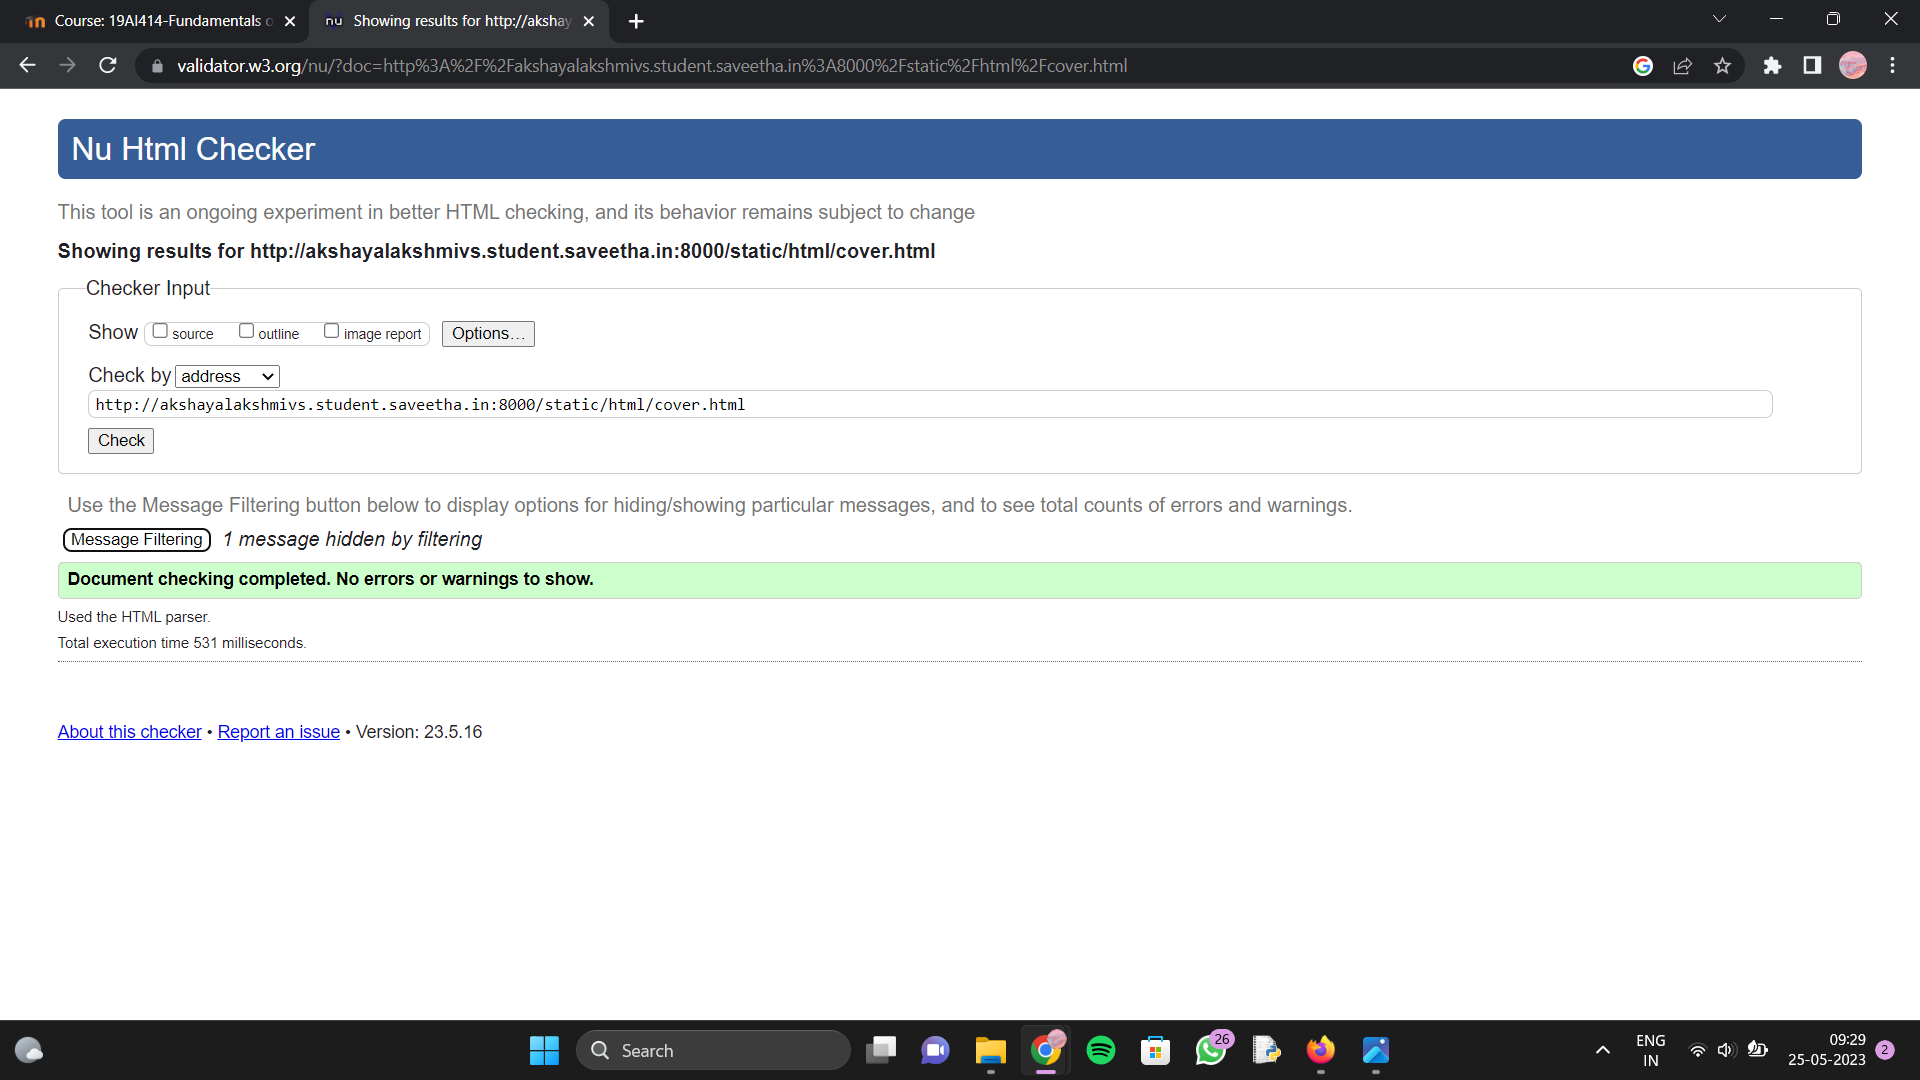 Course: 19AI414-Fundamentals o
nu Showing results for http://akshay
validator.w3.org/nu/?doc=http%3A%2F%2Fakshayalakshmivs.student.saveetha.in%3A8000%2Fstatic%2Fhtml%2Fcover.html
Nu Html Checker
This tool is an ongoing experiment in better HTML checking, and its behavior remains subject to change
Showing results for http://akshayalakshmivs.student.saveetha.in:8000/static/html/cover.html
Checker Input
Show source outline image report Options...
Check by address
http://akshayalakshmivs.student.saveetha.in:8000/static/html/cover.html
Check
Use the Message Filtering button below to display options for hiding/showing particular messages, and to see total counts of errors and warnings.
Message Filtering 1 message hidden by filtering
Document checking completed. No errors or warnings to show.
Used the HTML parser.
Total execution time 531 milliseconds.
About this checker • Report an issue • Version: 23.5.16
Search
26
ENG
IN
09:29
25-05-2023
2